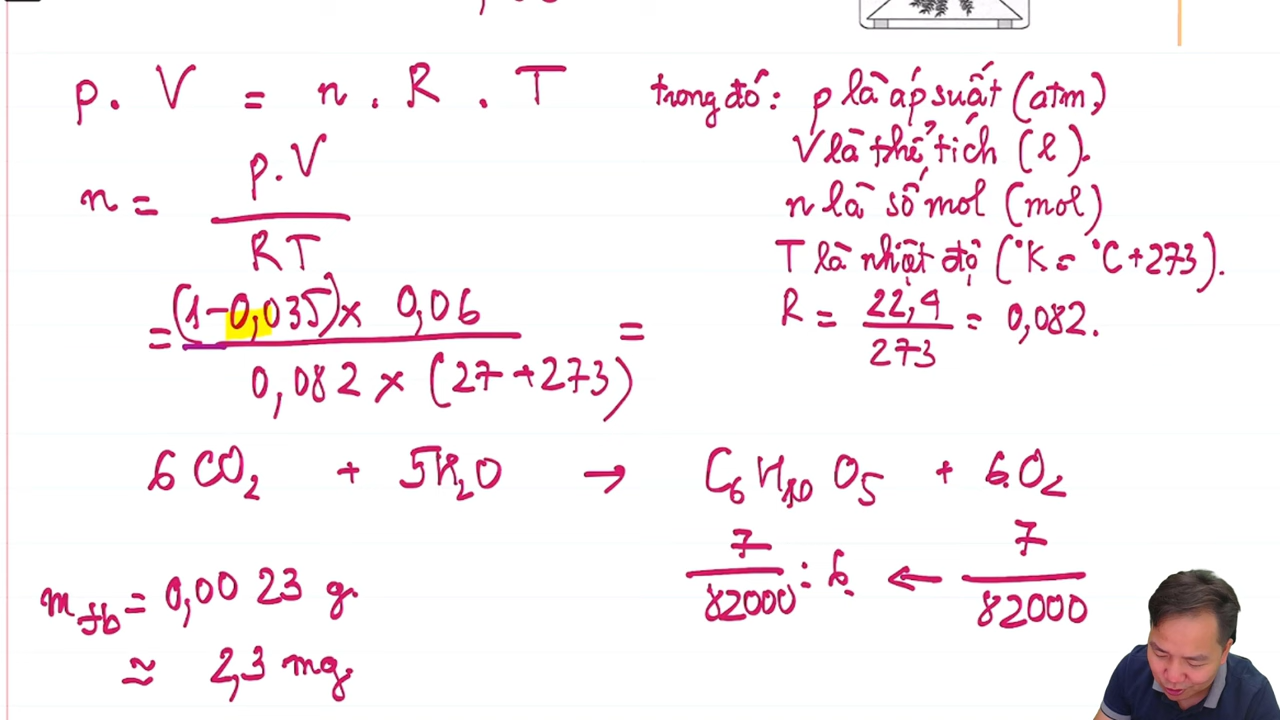 p. V = n . R . T
n = p.V / RT
= (1-0,035) x 0,06 / 0,082 x (27+273) =
trong đó: p là áp suất (atm)
V là thể tích (l).
n là số mol (mol)
T là nhiệt độ (°K = °C+273).
R = 22,4 / 273 = 0,082.
6CO₂ + 5H₂O → C₆H₁₀O₅ + 6O₂
7 / 82000 : 6 ← 7 / 82000
m_tb = 0,0023 g.
≈ 2,3 mg.